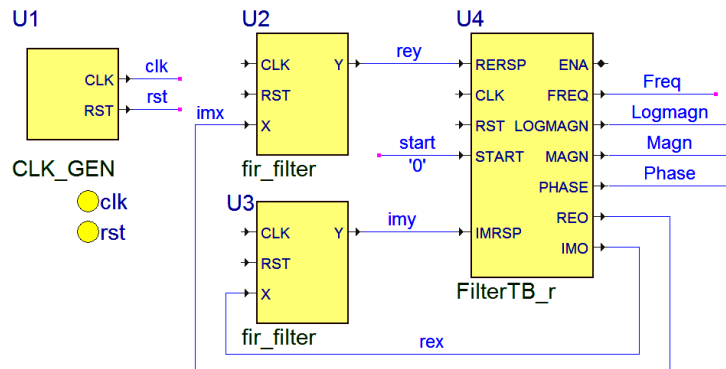 U1
CLK
RST
clk
rst
CLK_GEN
clk
rst
U2
CLK
RST
X
Y
fir_filter
imx
rey
U3
CLK
RST
X
Y
fir_filter
imy
rex
U4
RERSP
CLK
RST
START
IMRSP
ENA
FREQ
LOGMAGN
MAGN
PHASE
REO
IMO
FilterTB_r
start
'0'
Freq
Logmagn
Magn
Phase